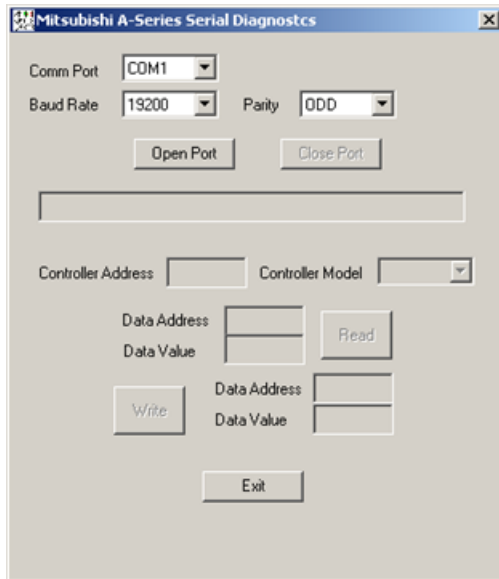 Mitsubishi A-Series Serial Diagnostcs
Comm Port COM1
Baud Rate 19200 Parity ODD
Open Port Close Port
Controller Address Controller Model
Data Address
Read
Data Value
Data Address
Write
Data Value
Exit